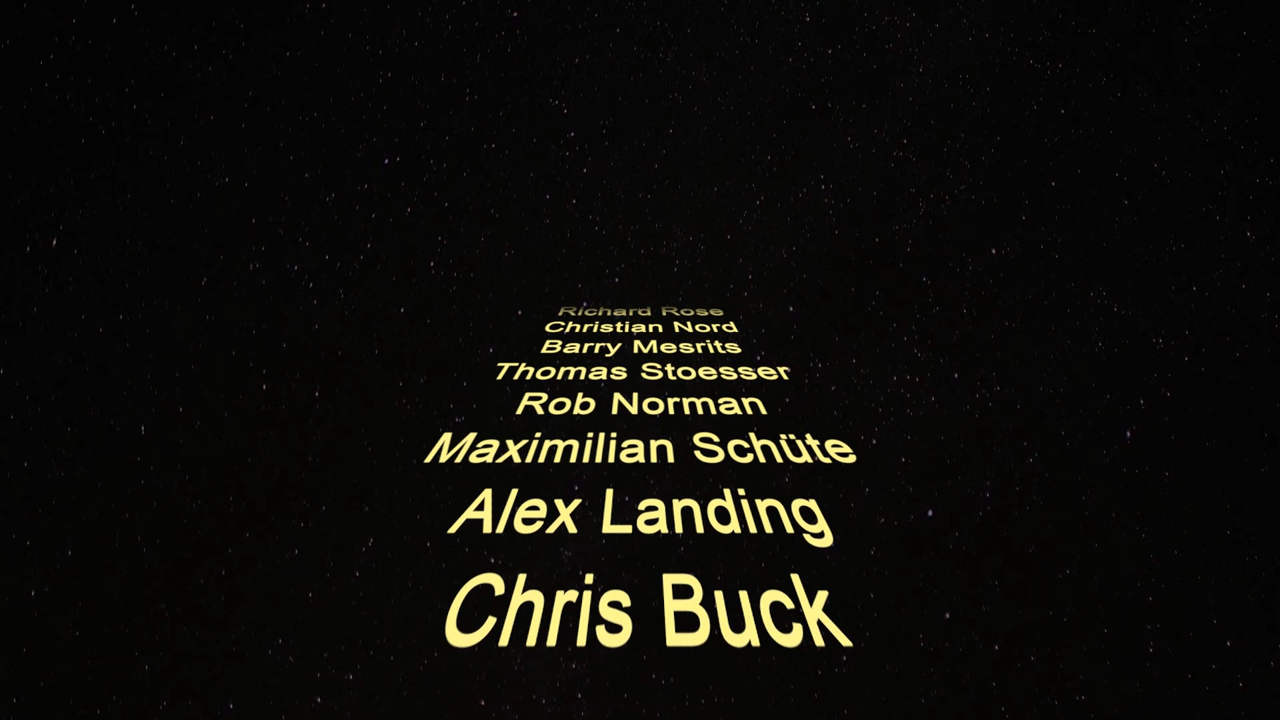 Richard Rose
Christian Nord
Barry Mesrits
Thomas Stoesser
Rob Norman
Maximilian Schüte
Alex Landing
Chris Buck